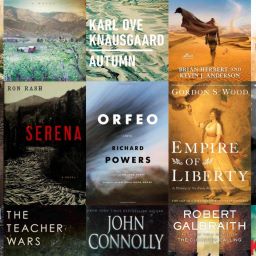 KARL OVE
KNAUSGAARD
AUTUMN
BRIAN HERBERT AND
KEVIN J. ANDERSON
RON RASH
SERENA
A NOVEL
ORFEO
RICHARD
POWERS
GORDON S. WOOD
EMPIRE
OF
LIBERTY
THE TEACHER
WARS
JOHN
CONNOLLY
ROBERT
GALBRAITH